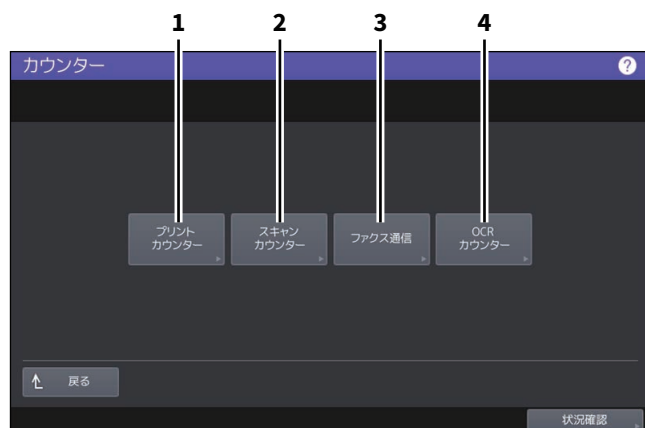 1 2 3 4
カウンター ?
プリント
カウンター
スキャン
カウンター
ファクス通信
OCR
カウンター
戻る
状況確認